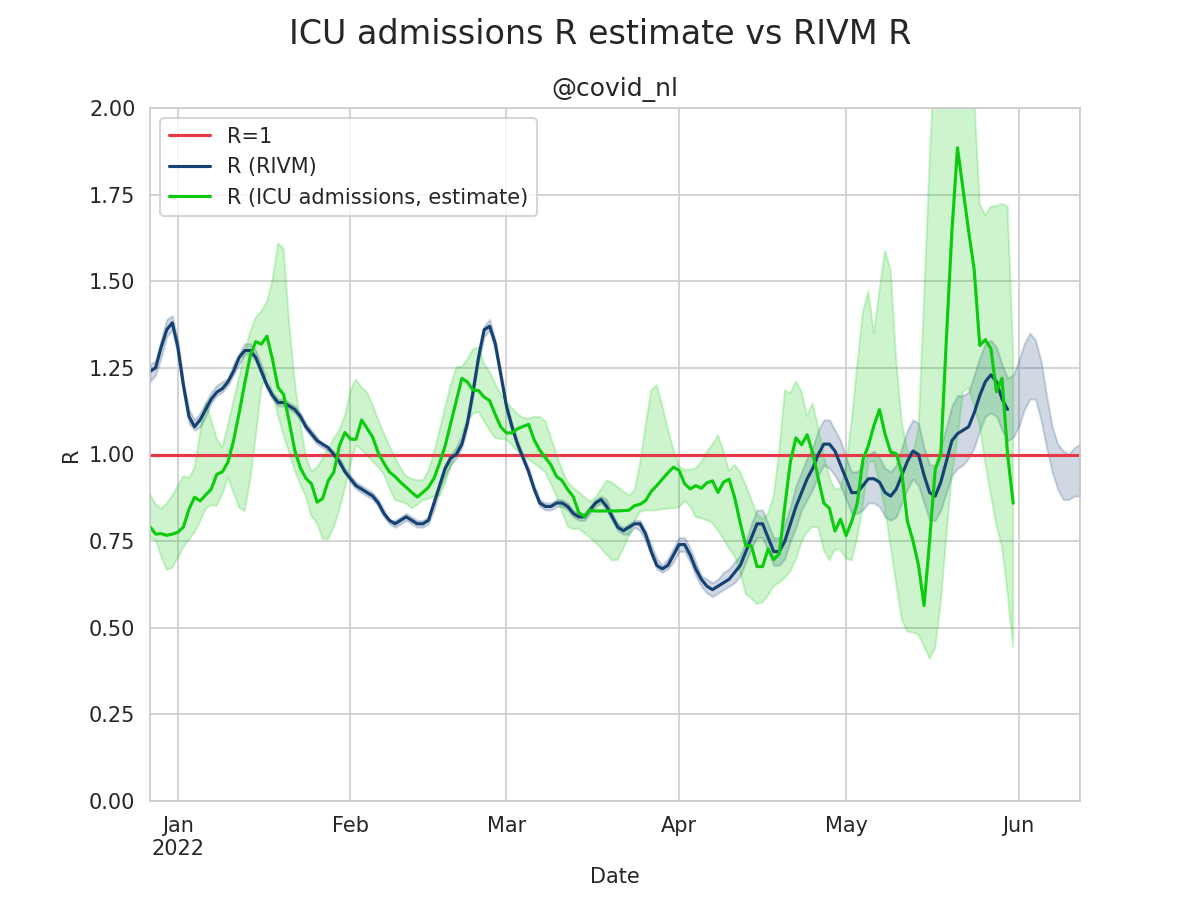 ICU admissions R estimate vs RIVM R
@covid_nl
R=1
R (RIVM)
R (ICU admissions, estimate)
2.00
1.75
1.50
1.25
1.00
0.75
0.50
0.25
0.00
R
Jan Feb Mar Apr May Jun
2022
Date